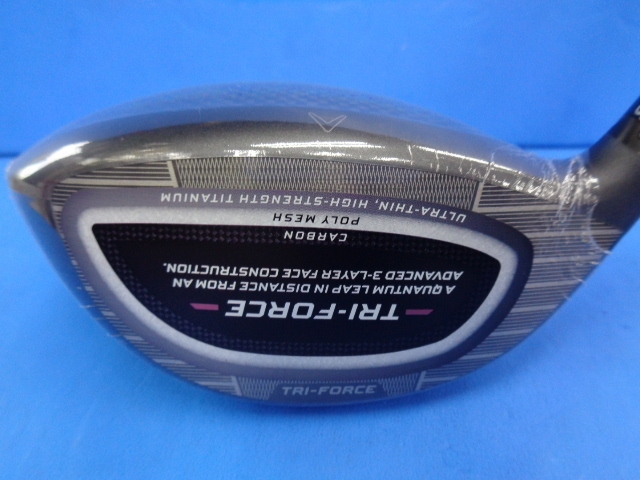 TRI-FORCE
A QUANTUM LEAP IN DISTANCE FROM AN
ADVANCED 3-LAYER FACE CONSTRUCTION.
CARBON
POLY MESH
ULTRA-THIN, HIGH-STRENGTH TITANIUM
TRI-FORCE